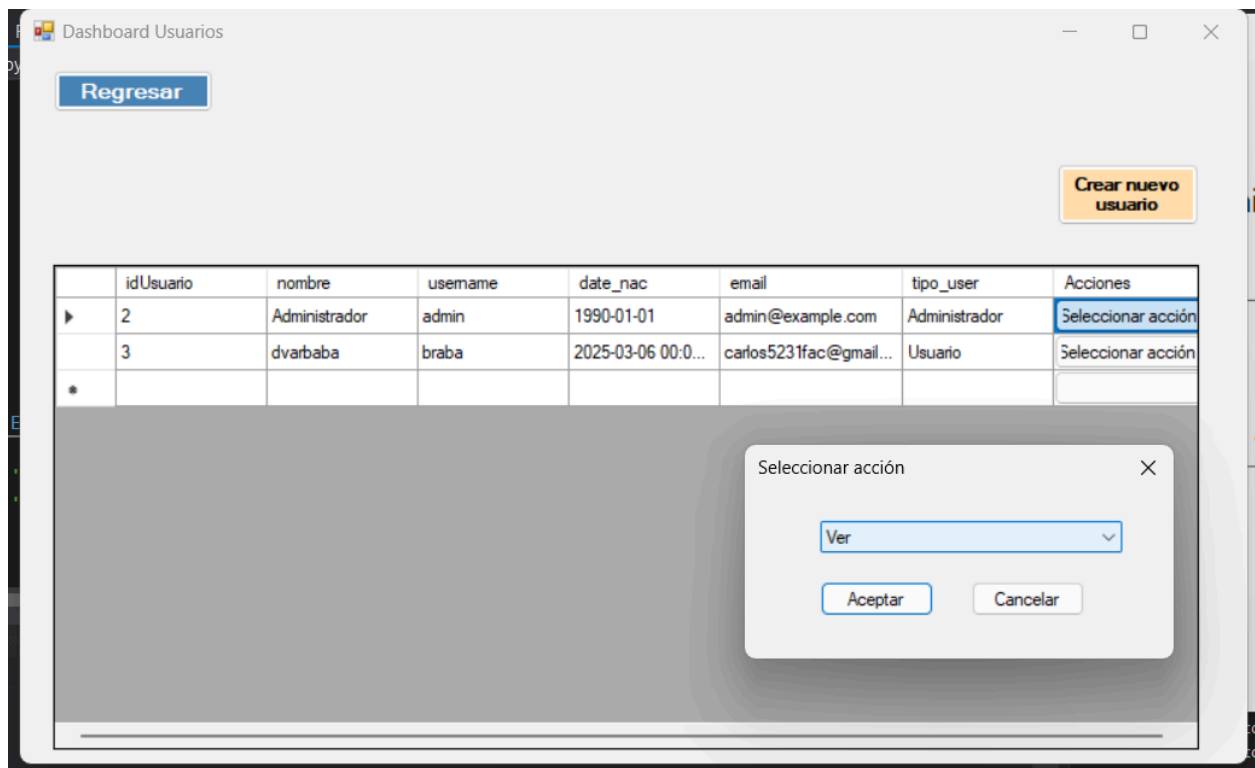 Dashboard Usuarios
Regresar
Crear nuevo
usuario
idUsuario nombre username date_nac email tipo_user Acciones
2 Administrador admin 1990-01-01 admin@example.com Administrador Seleccionar acción
3 dvarbaba braba 2025-03-06 00:0... carlos5231fac@gmail... Usuario Seleccionar acción
Seleccionar acción
Ver
Aceptar Cancelar